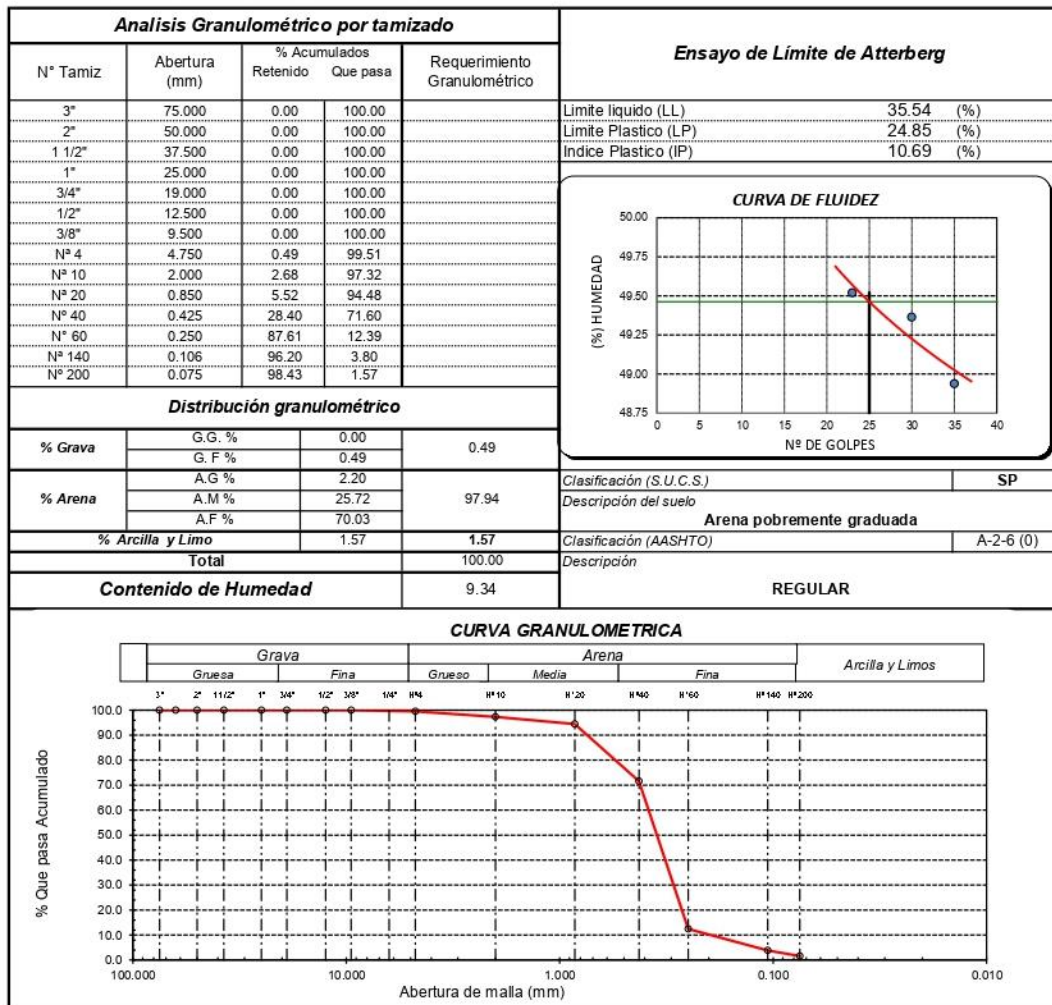 Analisis Granulométrico por tamizado
N° Tamiz Abertura (mm) % Acumulados Retenido Que pasa Requerimiento Granulométrico
3" 75.000 0.00 100.00
2" 50.000 0.00 100.00
1 1/2" 37.500 0.00 100.00
1" 25.000 0.00 100.00
3/4" 19.000 0.00 100.00
1/2" 12.500 0.00 100.00
3/8" 9.500 0.00 100.00
Nª 4 4.750 0.49 99.51
Nª 10 2.000 2.68 97.32
Nª 20 0.850 5.52 94.48
Nº 40 0.425 28.40 71.60
N° 60 0.250 87.61 12.39
Nª 140 0.106 96.20 3.80
Nº 200 0.075 98.43 1.57
Distribución granulométrico
% Grava G.G. % 0.00 0.49
G. F % 0.49
% Arena A.G % 2.20 97.94
A.M % 25.72
A.F % 70.03
% Arcilla y Limo 1.57 1.57
Total 100.00
Contenido de Humedad 9.34
Ensayo de Límite de Atterberg
Limite liquido (LL) 35.54 (%)
Limite Plastico (LP) 24.85 (%)
Indice Plastico (IP) 10.69 (%)
CURVA DE FLUIDEZ
50.00
49.75
49.50
49.25
49.00
48.75
(%) HUMEDAD
0 5 10 15 20 25 30 35 40
Nº DE GOLPES
Clasificación (S.U.C.S.) SP
Descripción del suelo
Arena pobremente graduada
Clasificación (AASHTO) A-2-6 (0)
Descripción
REGULAR
CURVA GRANULOMETRICA
Grava Arena Arcilla y Limos
Gruesa Fina Grueso Media Fina
3" 2" 11/2" 1" 3/4" 1/2" 3/8" 1/4" Hª4 Hª10 Hª20 Hª40 Hª60 Hª140 Hª200
100.0
90.0
80.0
70.0
60.0
50.0
40.0
30.0
20.0
10.0
0.0
% Que pasa Acumulado
100.000 10.000 1.000 0.100 0.010
Abertura de malla (mm)